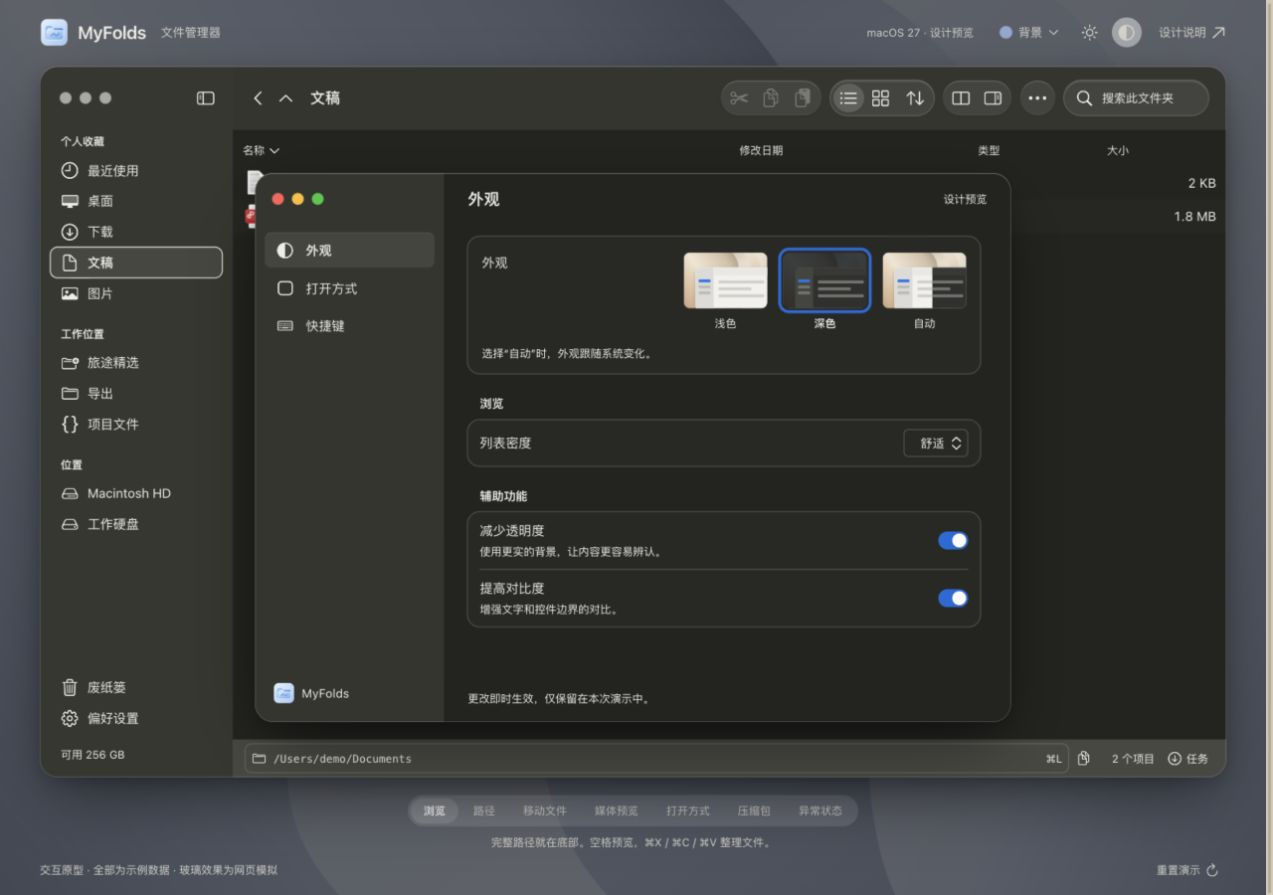 MyFolds 文件管理器
macOS 27 · 设计预览 背景 设计说明
文稿
搜索此文件夹
个人收藏
最近使用
桌面
下载
文稿
图片
工作位置
旅途精选
导出
项目文件
位置
Macintosh HD
工作硬盘
废纸篓
偏好设置
可用 256 GB
名称 修改日期 类型 大小
2 KB
1.8 MB
外观
打开方式
快捷键
MyFolds
外观 设计预览
外观
浅色 深色 自动
选择“自动”时，外观跟随系统变化。
浏览
列表密度 舒适
辅助功能
减少透明度
使用更实的背景，让内容更容易辨认。
提高对比度
增强文字和控件边界的对比。
更改即时生效，仅保留在本次演示中。
/Users/demo/Documents ⌘L 2 个项目 任务
浏览 路径 移动文件 媒体预览 打开方式 压缩包 异常状态
完整路径就在底部。空格预览，⌘X / ⌘C / ⌘V 整理文件。
交互原型 · 全部为示例数据 · 玻璃效果为网页模拟
重置演示